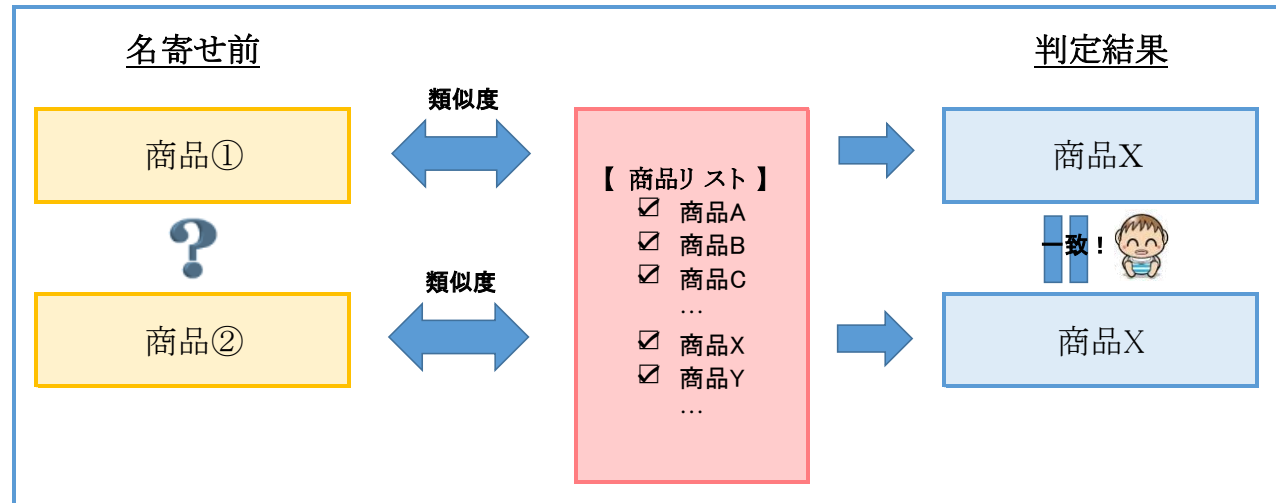 名寄せ前
判定結果
類似度
商品①
【 商品リスト 】
☑ 商品A
☑ 商品B
☑ 商品C
…
☑ 商品X
☑ 商品Y
…
商品X
?
一致！
類似度
商品②
商品X